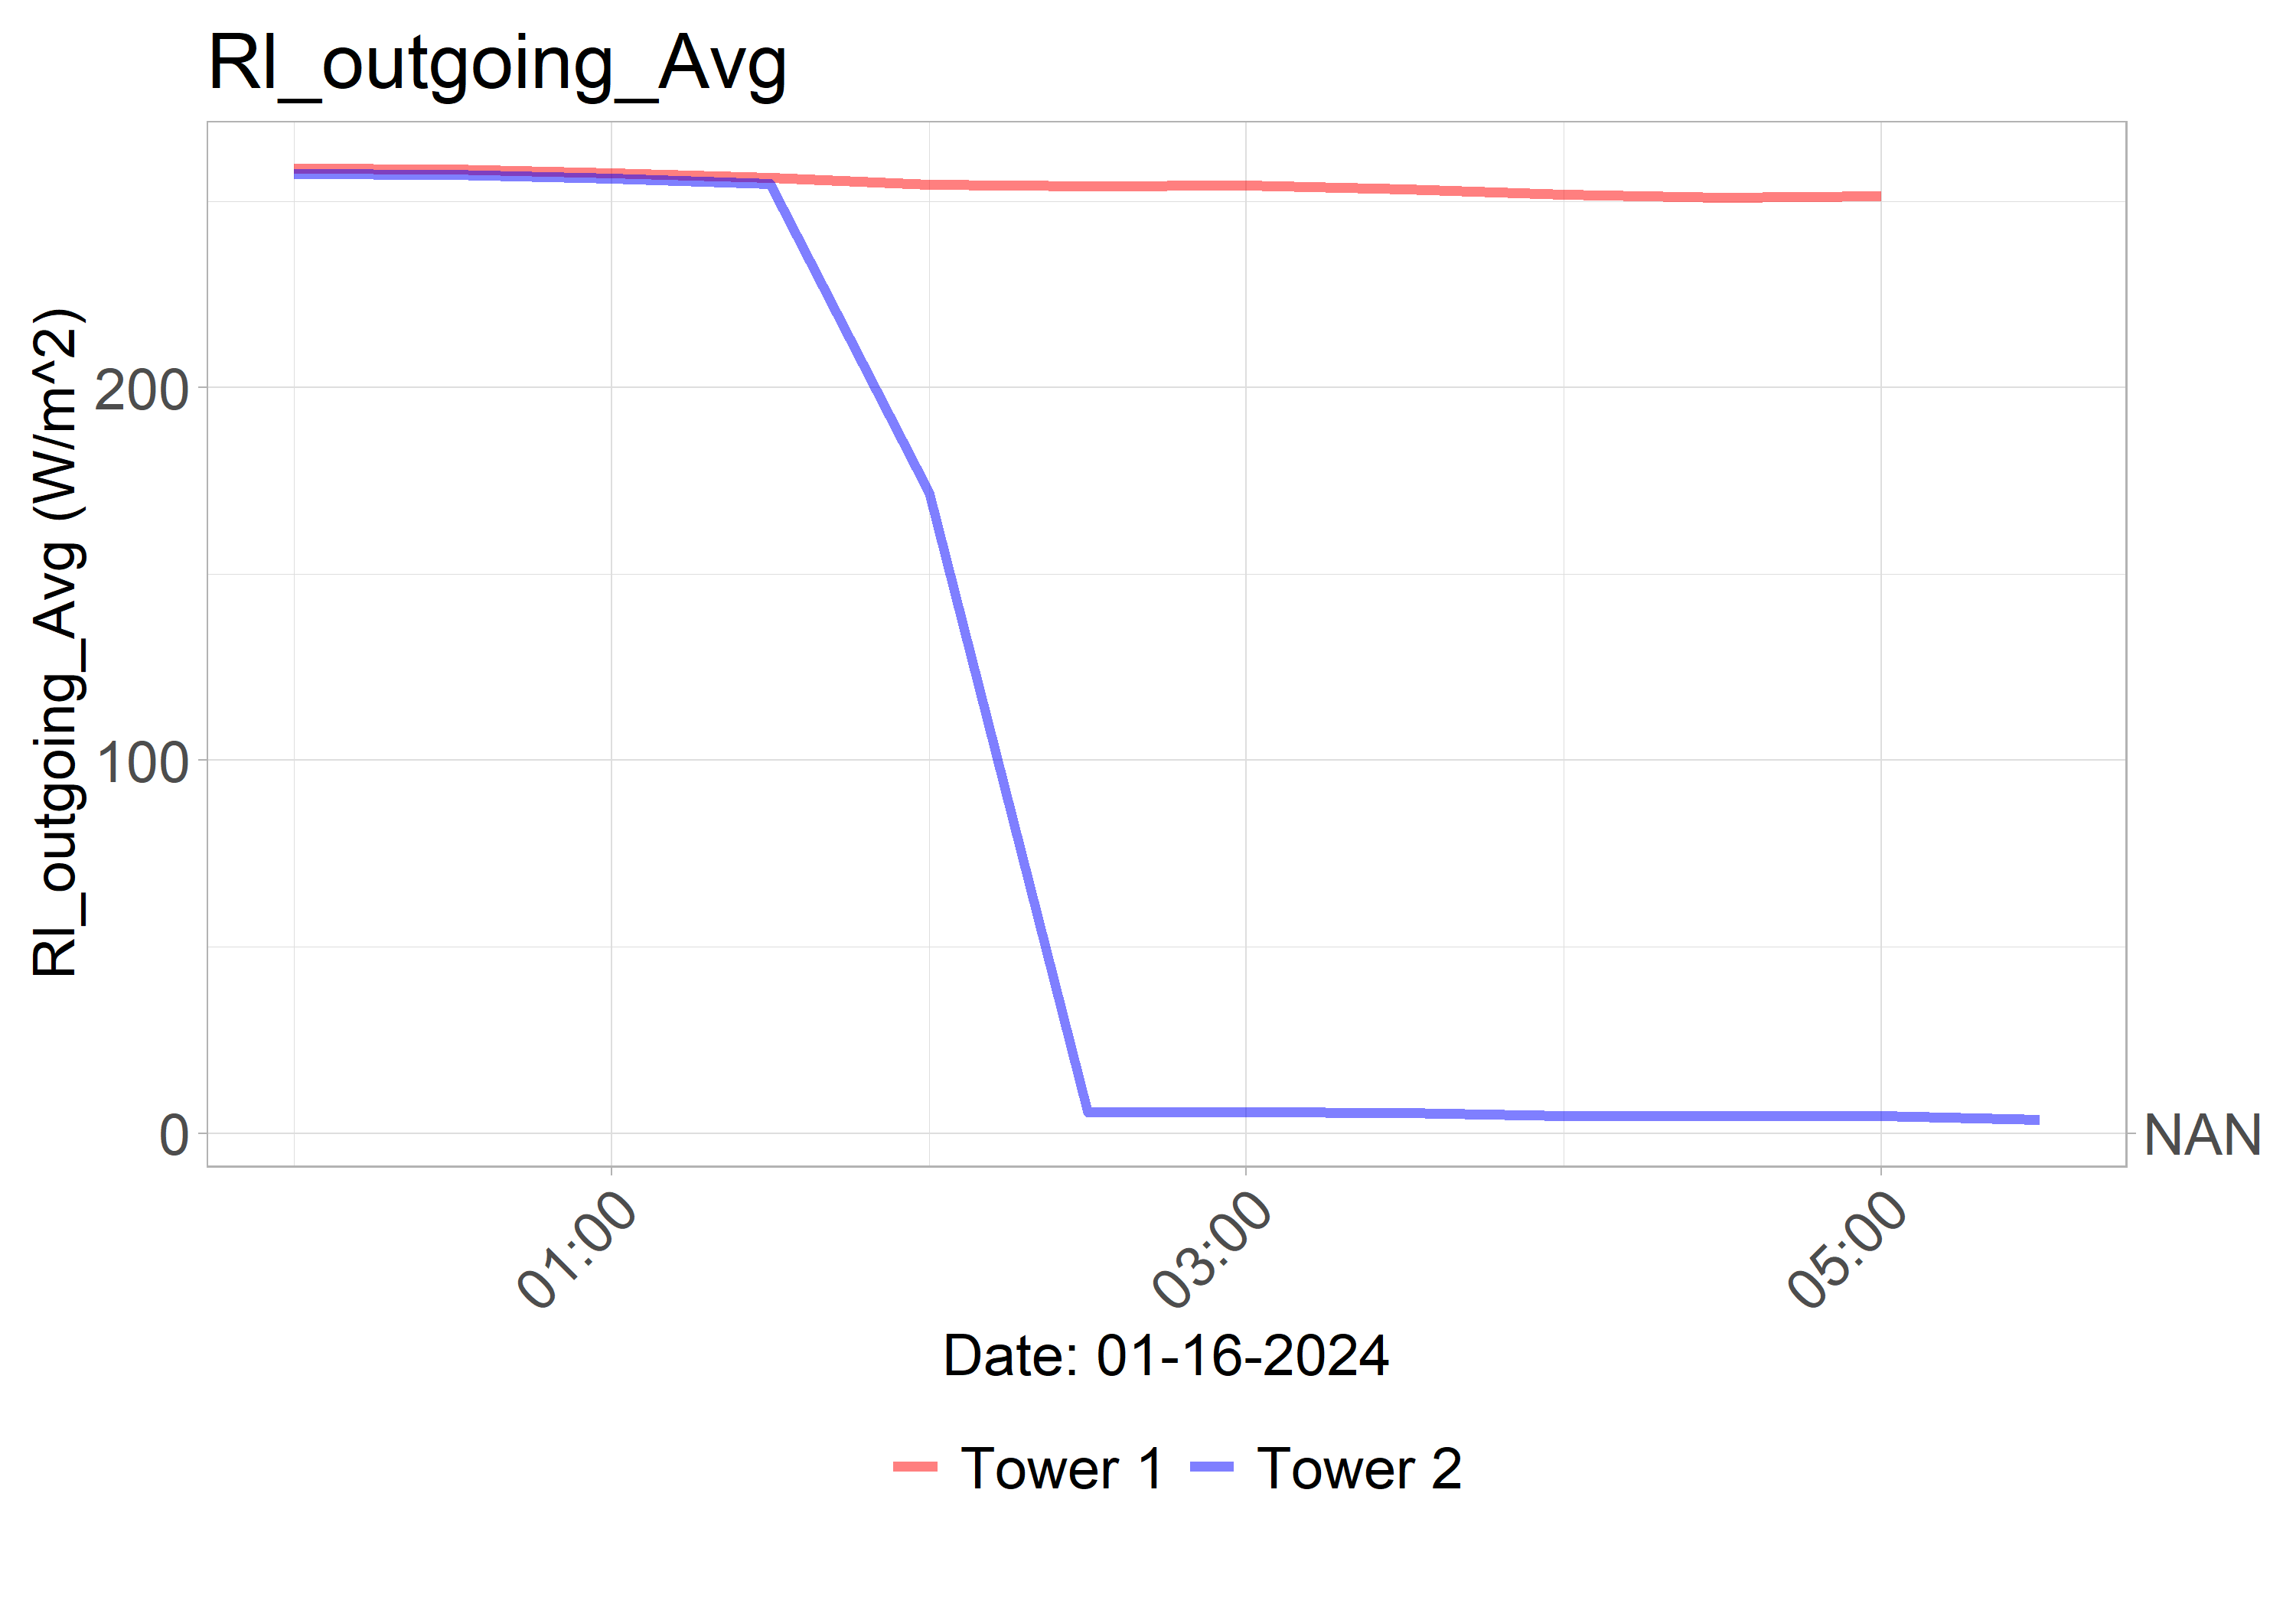 Rl_outgoing_Avg
Rl_outgoing_Avg (W/m^2)
200
100
0
NAN
01:00
03:00
05:00
Date: 01-16-2024
Tower 1
Tower 2